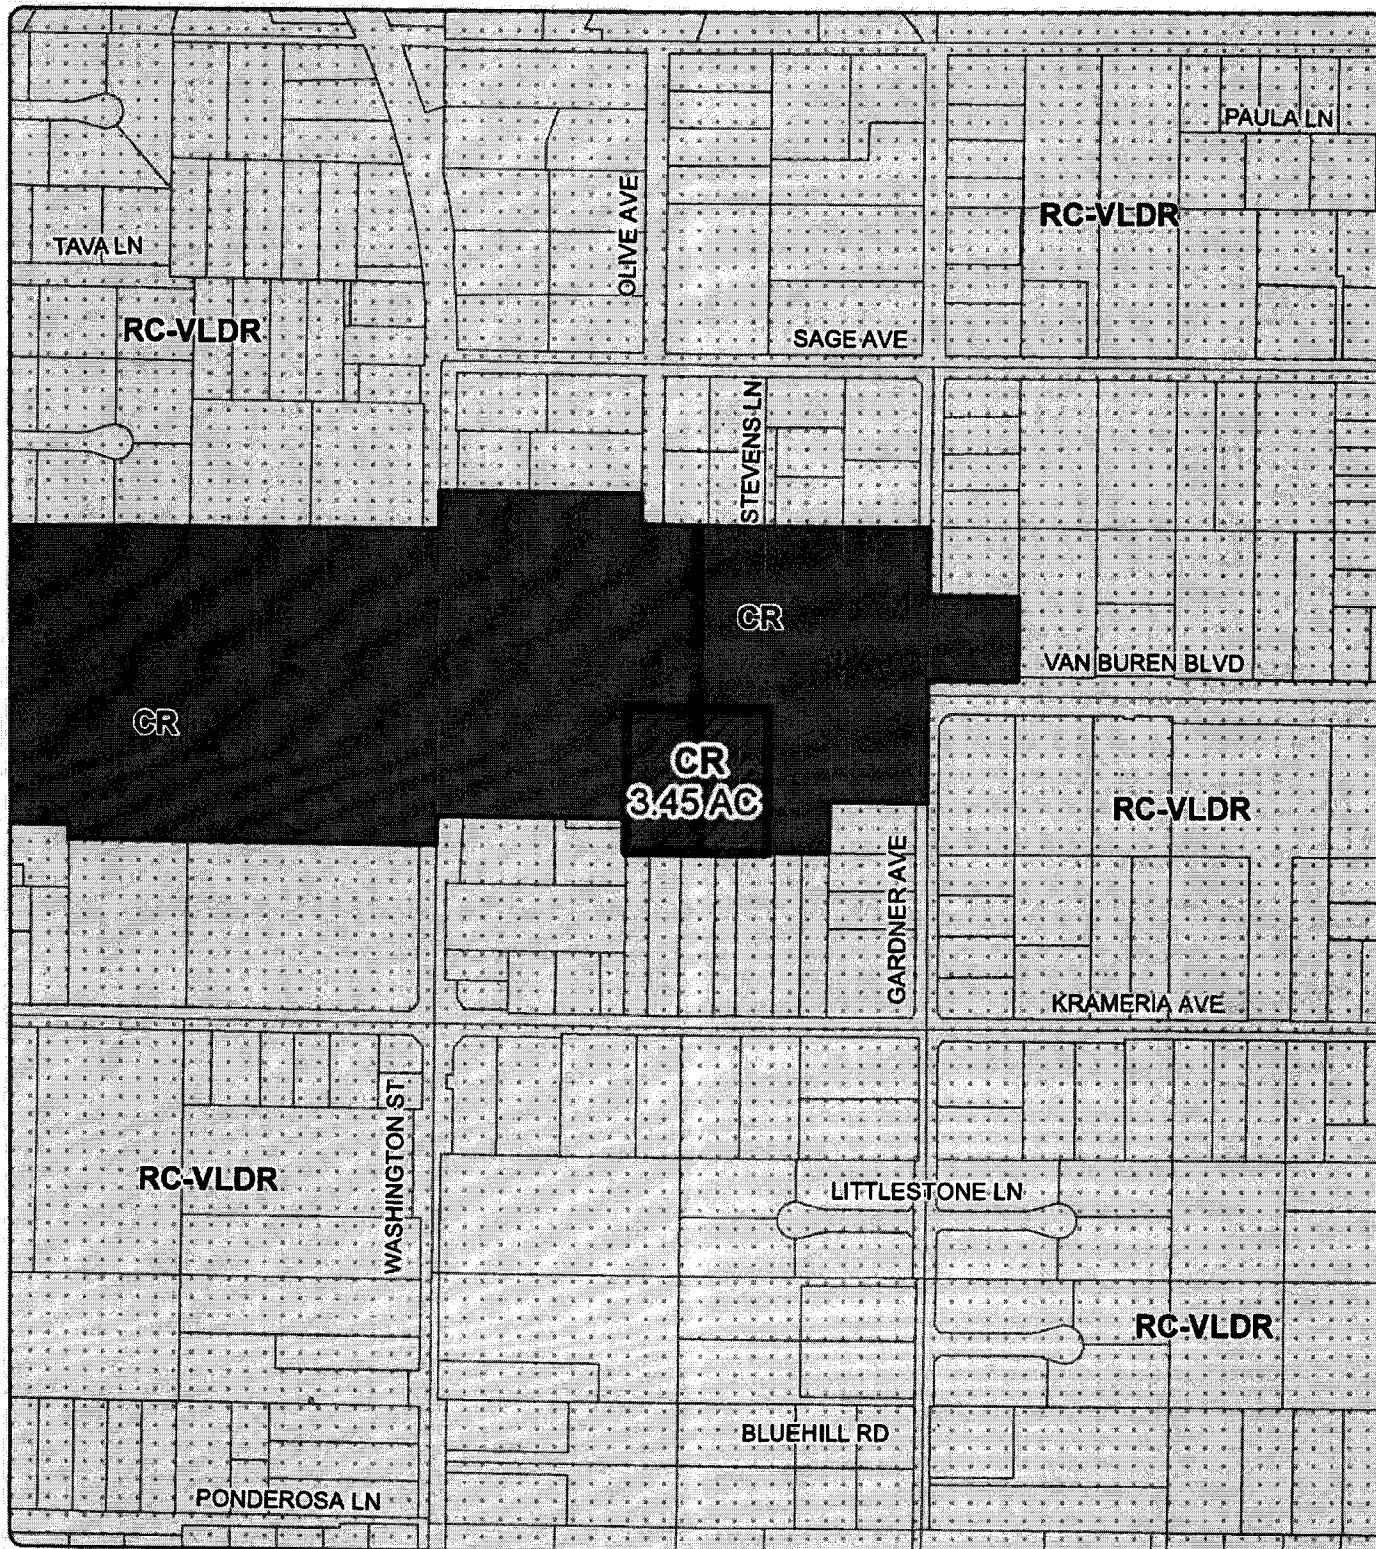 PAULA LN
RC-VLDR
OLIVE AVE
TAVA LN
RC-VLDR
SAGE AVE
STEVENS LN
CR
VAN BUREN BLVD
CR
CR
3.45 AC
RC-VLDR
GARDNER AVE
KRAMERIA AVE
WASHINGTON ST
RC-VLDR
LITTLESTONE LN
RC-VLDR
BLUEHILL RD
PONDEROSA LN